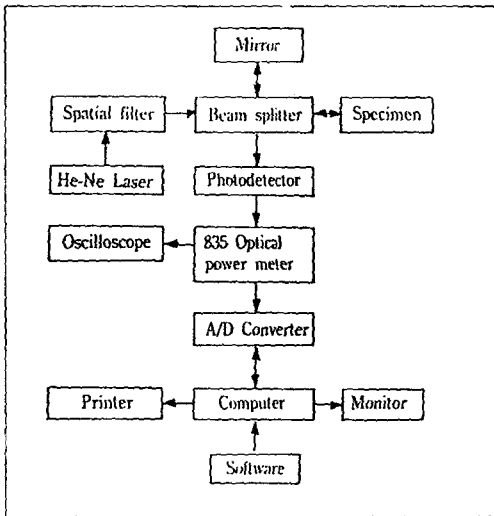 Mirror
Spatial filter
Beam splitter
Specimen
He-Ne Laser
Photodetector
Oscilloscope
835 Optical
power meter
A/D Converter
Printer
Computer
Monitor
Software